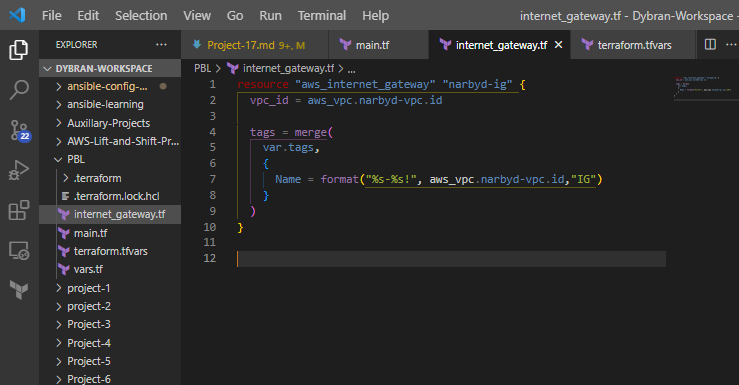 File Edit Selection View Go Run Terminal Help internet_gateway.tf - Dybran-Workspace -
EXPLORER ...
DYBRAN-WORKSPACE
ansible-config-...
ansible-learning
Auxillary-Projects
AWS-Lift-and-Shift-Pr...
PBL
.terraform
.terraform.lock.hcl
internet_gateway.tf
main.tf
terraform.tfvars
vars.tf
project-1
project-2
Project-3
Project-4
Project-5
Project-6
22
Project-17.md 9+, M main.tf internet_gateway.tf terraform.tfvars
PBL > internet_gateway.tf > ...
1 resource "aws_internet_gateway" "narbyd-ig" {
2 vpc_id = aws_vpc.narbyd-vpc.id
3
4 tags = merge(
5 var.tags,
6 {
7 Name = format("%s-%s!", aws_vpc.narbyd-vpc.id,"IG")
8 }
9 )
10 }
11
12